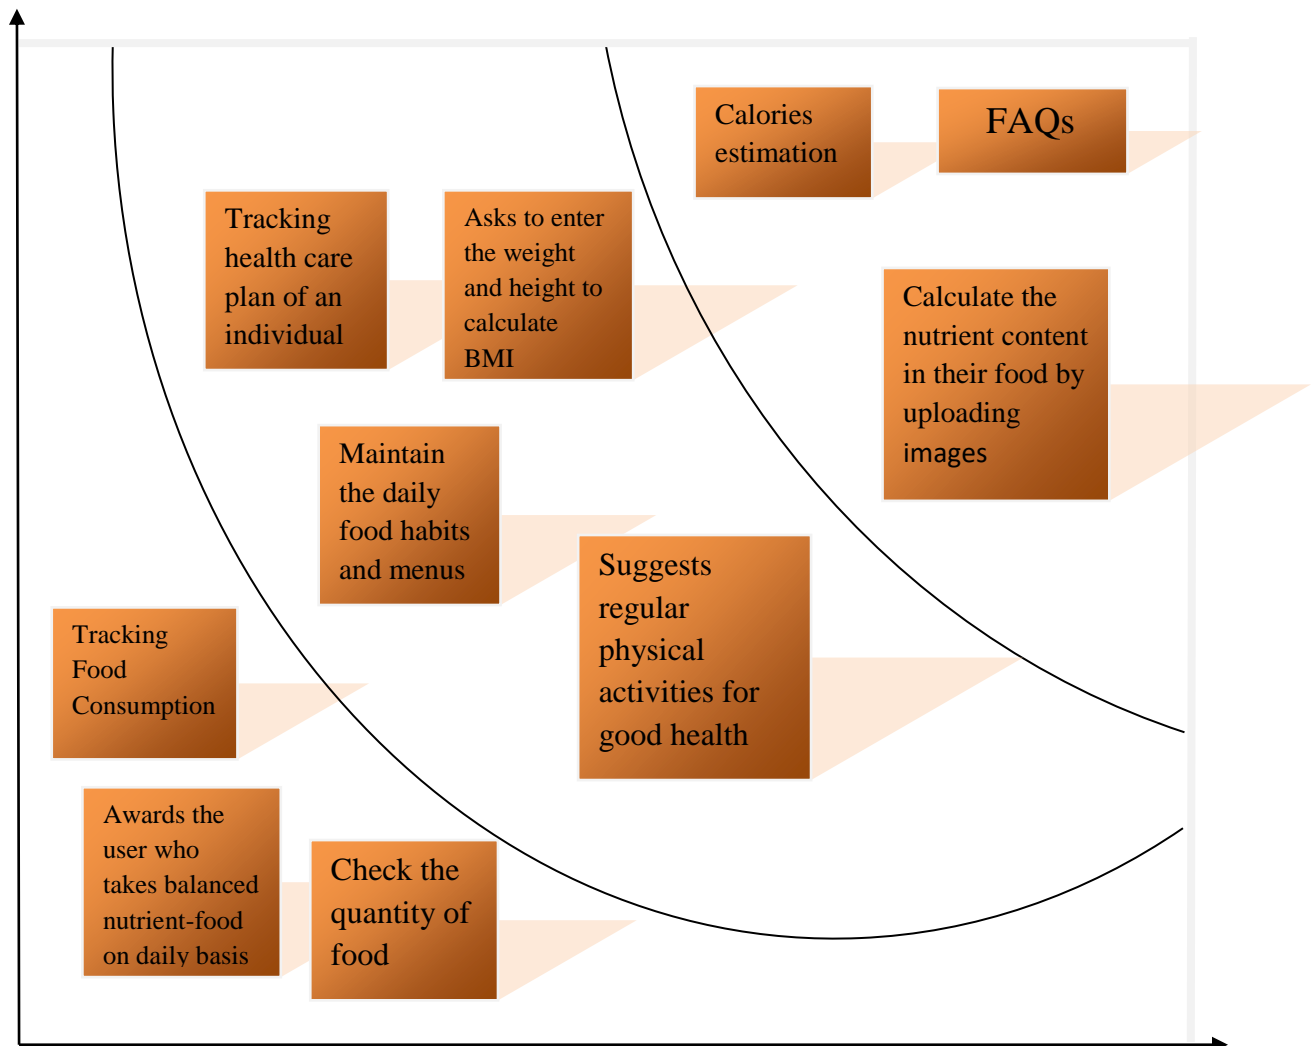 Calories
estimation
FAQs
Tracking
health care
plan of an
individual
Asks to enter
the weight
and height to
calculate
BMI
Calculate the
nutrient content
in their food by
uploading
images
Maintain
the daily
food habits
and menus
Suggests
regular
physical
activities for
good health
Tracking
Food
Consumption
Awards the
user who
takes balanced
nutrient-food
on daily basis
Check the
quantity of
food